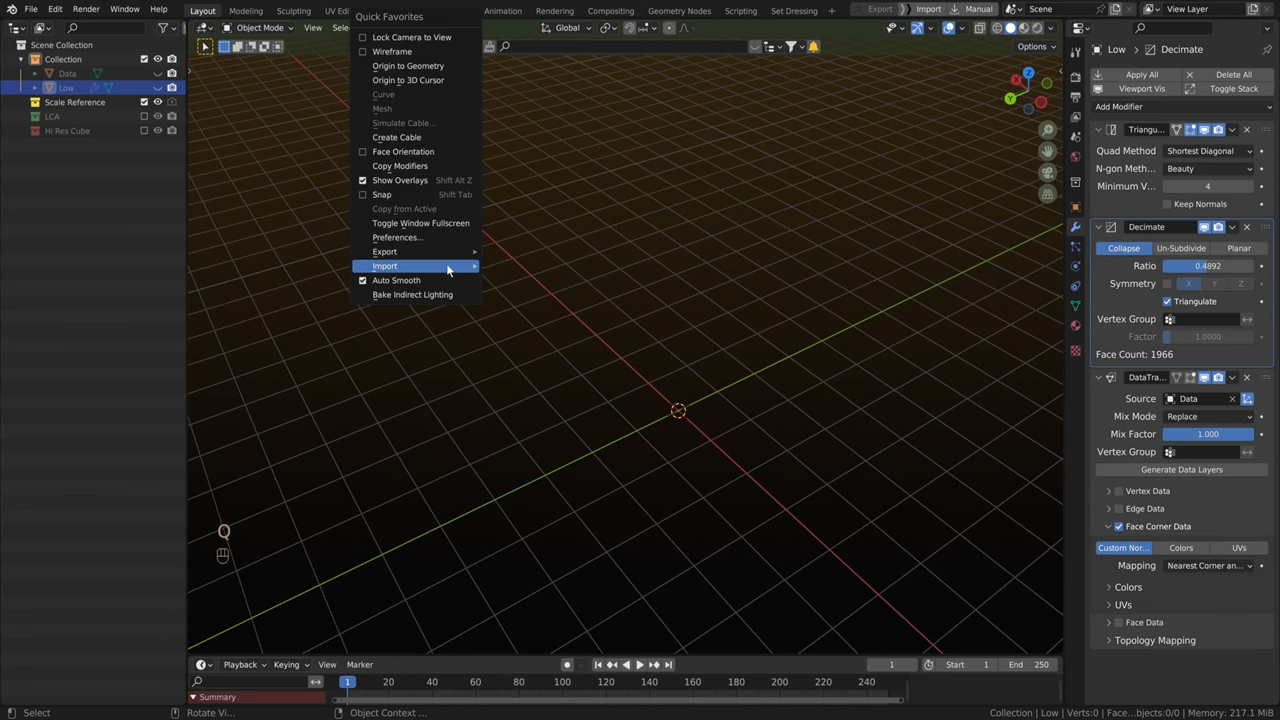 File Edit Render Window Help
Layout Modeling Sculpting UV Edi
Animation Rendering Compositing Geometry Nodes Scripting Set Dressing
Export Import Manual Scene View Layer
Quick Favorites
Lock Camera to View
Wireframe
Origin to Geometry
Origin to 3D Cursor
Curve
Mesh
Simulate Cable...
Create Cable
Face Orientation
Copy Modifiers
Show Overlays Shift Alt Z
Snap Shift Tab
Copy from Active
Toggle Window Fullscreen
Preferences...
Export
Import
Auto Smooth
Bake Indirect Lighting
Object Mode View Selec
Global
Options
Scene Collection
Collection
Data
Low
Scale Reference
LCA
Hi Res Cube
Z
X
Y
Q
Low Decimate
Apply All Delete All
Viewport Vis Toggle Stack
Add Modifier
Triangu...
Quad Method Shortest Diagonal
N-gon Meth... Beauty
Minimum V... 4
Keep Normals
Decimate
Collapse Un-Subdivide Planar
Ratio 0.4892
Symmetry X Y Z
Triangulate
Vertex Group
Factor 1.0000
Face Count: 1966
DataTra...
Source Data
Mix Mode Replace
Mix Factor 1.000
Vertex Group
Generate Data Layers
Vertex Data
Edge Data
Face Corner Data
Custom Nor... Colors UVs
Mapping Nearest Corner an...
Colors
UVs
Face Data
Topology Mapping
Playback Keying View Marker
1 Start 1 End 250
1 20 40 60 80 100 120 140 160 180 200 220 240
Summary
Select Rotate Vi... Object Context ...
Collection | Low | Verts:0 | Face...bjects:0/0 | Memory: 217.1 MiB